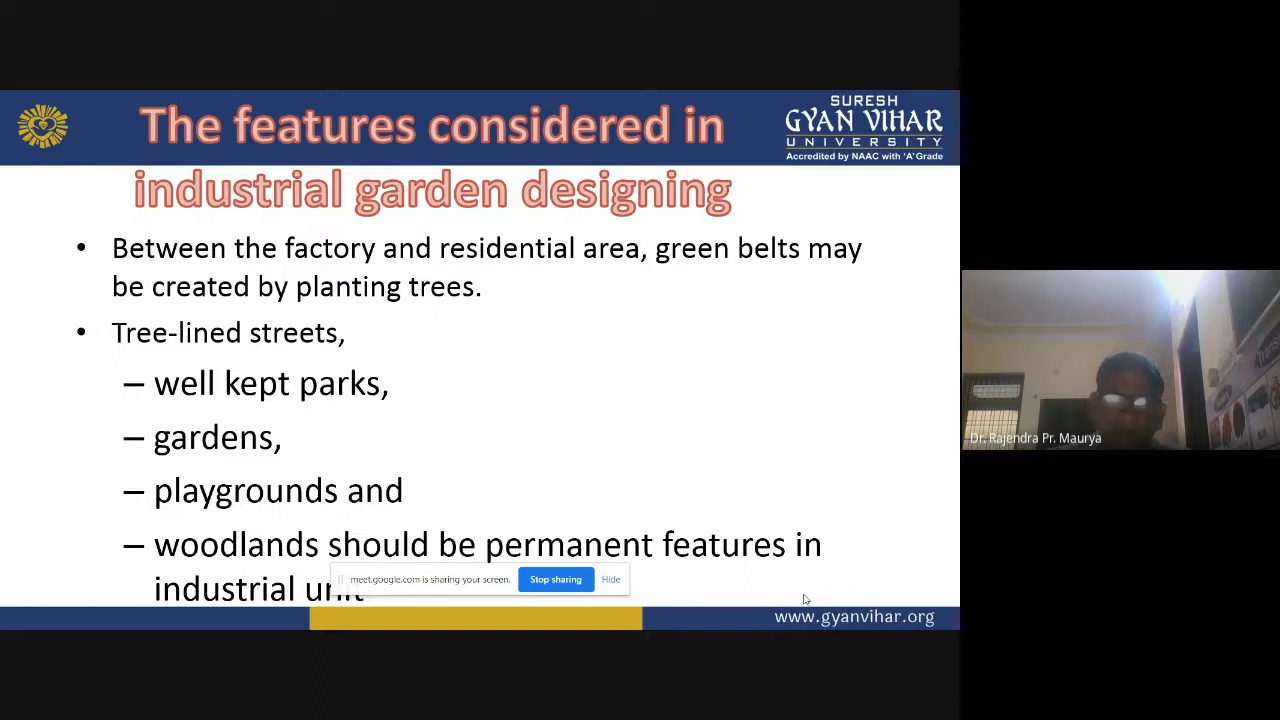 The features considered in
industrial garden designing
SURESH
GYAN VIHAR
UNIVERSITY
Accredited by NAAC with 'A' Grade
• Between the factory and residential area, green belts may
be created by planting trees.
• Tree-lined streets,
– well kept parks,
– gardens,
– playgrounds and
– woodlands should be permanent features in
industrial unit
meet.google.com is sharing your screen. Stop sharing Hide
www.gyanvihar.org
Dr. Rajendra Pr. Maurya